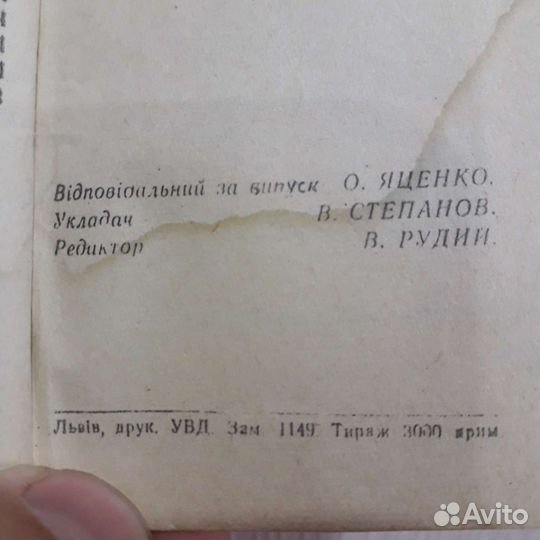 Відповідальний за випуск О. ЯЦЕНКО.
Укладач В. СТЕПАНОВ.
Редактор В. РУДИЙ.
Львів, друк. УВД. Зам 1149 Тираж 3000 прим
Avito